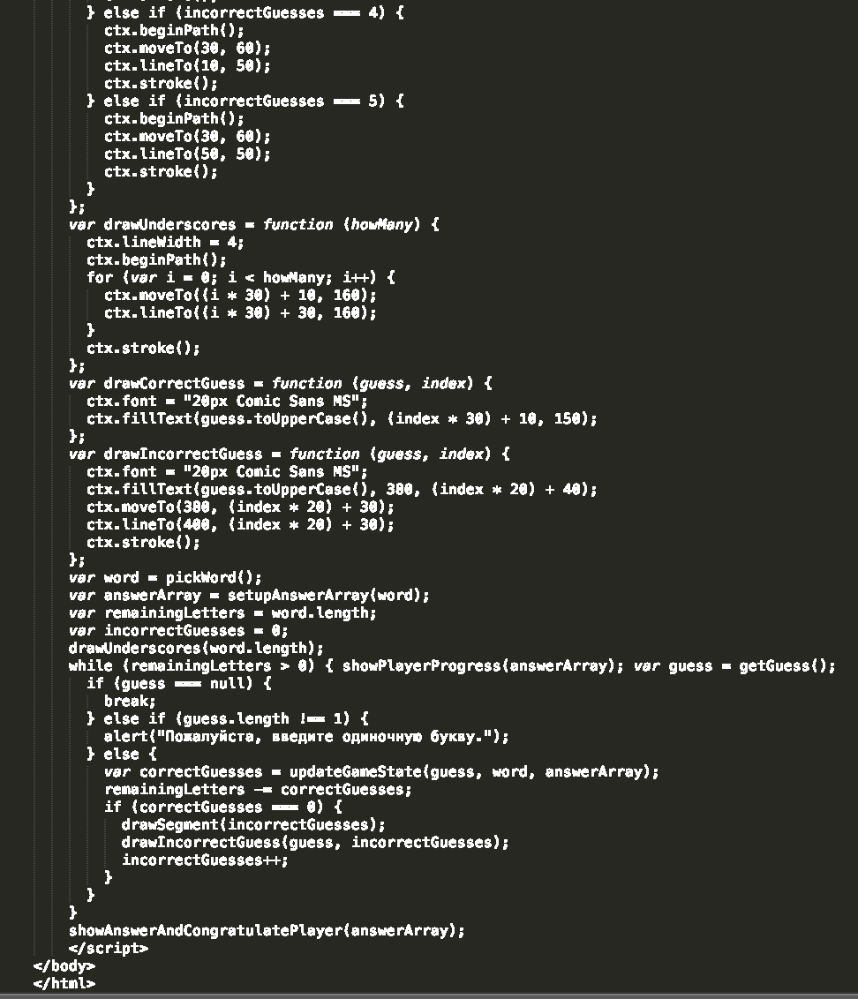 } else if (incorrectGuesses === 4) {
ctx.beginPath();
ctx.moveTo(30, 60);
ctx.lineTo(10, 50);
ctx.stroke();
} else if (incorrectGuesses === 5) {
ctx.beginPath();
ctx.moveTo(30, 60);
ctx.lineTo(50, 50);
ctx.stroke();
}
};
var drawUnderscores = function (howMany) {
ctx.lineWidth = 4;
ctx.beginPath();
for (var i = 0; i < howMany; i++) {
ctx.moveTo((i * 30) + 10, 160);
ctx.lineTo((i * 30) + 30, 160);
}
ctx.stroke();
};
var drawCorrectGuess = function (guess, index) {
ctx.font = "20px Comic Sans MS";
ctx.fillText(guess.toUpperCase(), (index * 30) + 10, 150);
};
var drawIncorrectGuess = function (guess, index) {
ctx.font = "20px Comic Sans MS";
ctx.fillText(guess.toUpperCase(), 380, (index * 20) + 40);
ctx.moveTo(380, (index * 20) + 30);
ctx.lineTo(400, (index * 20) + 30);
ctx.stroke();
};
var word = pickWord();
var answerArray = setupAnswerArray(word);
var remainingLetters = word.length;
var incorrectGuesses = 0;
drawUnderscores(word.length);
while (remainingLetters > 0) { showPlayerProgress(answerArray); var guess = getGuess();
if (guess === null) {
break;
} else if (guess.length !== 1) {
alert("Пожалуйста, введите одиночную букву.");
} else {
var correctGuesses = updateGameState(guess, word, answerArray);
remainingLetters -= correctGuesses;
if (correctGuesses === 0) {
drawSegment(incorrectGuesses);
drawIncorrectGuess(guess, incorrectGuesses);
incorrectGuesses++;
}
}
}
showAnswerAndCongratulatePlayer(answerArray);
</script>
</body>
</html>